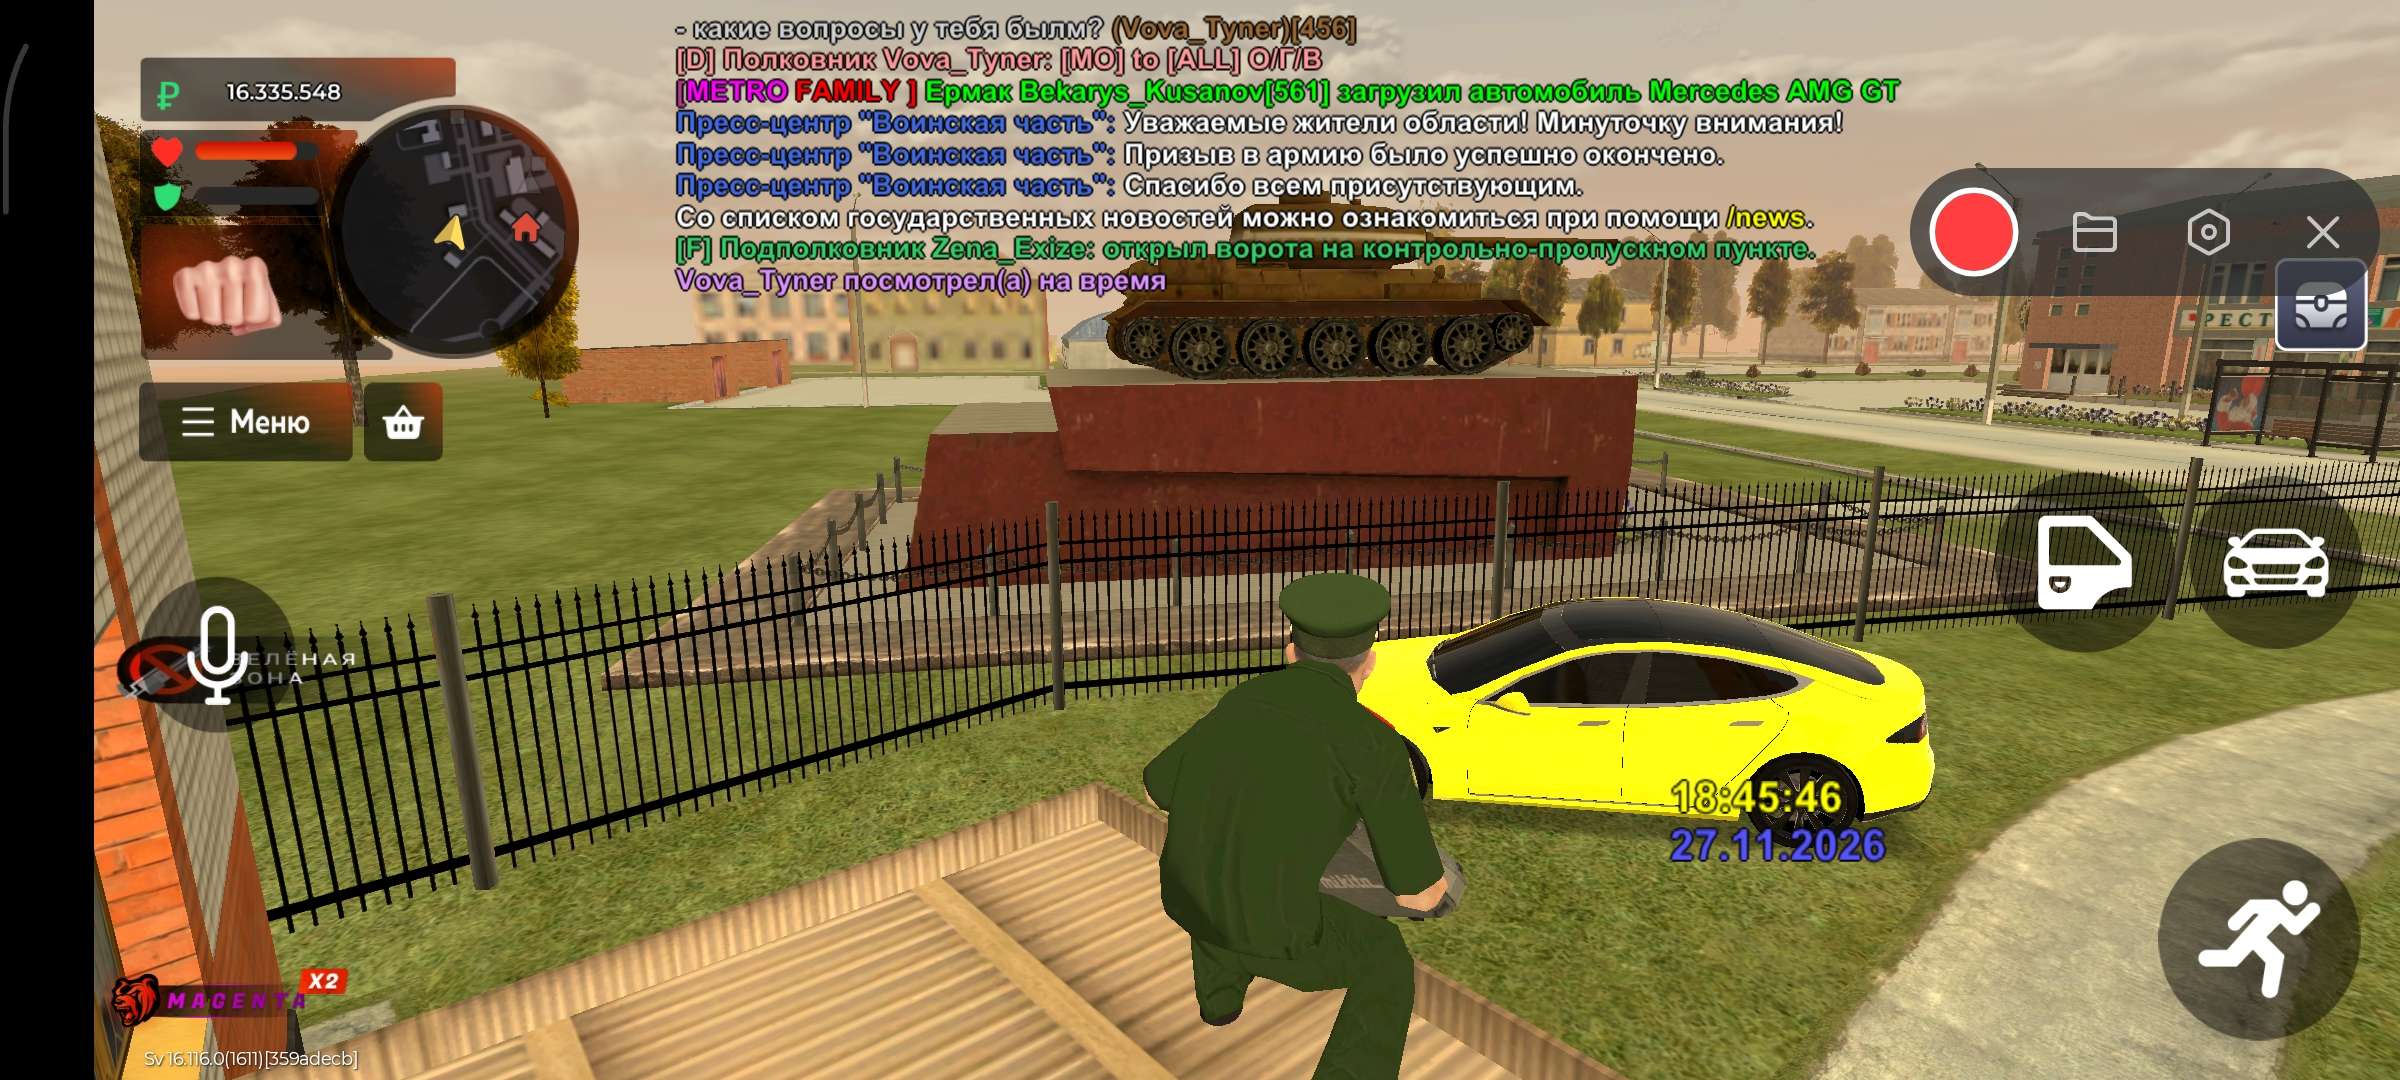 - какие вопросы у тебя былм? (Vova_Tyner)[456]
[D] Полковник Vova_Tyner: [МО] to [ALL] О/Г/В
[METRO FAMILY ] Ермак Bekarys_Kusanov[561] загрузил автомобиль Mercedes AMG GT
Пресс-центр "Воинская часть": Уважаемые жители области! Минуточку внимания!
Пресс-центр "Воинская часть": Призыв в армию было успешно окончено.
Пресс-центр "Воинская часть": Спасибо всем присутствующим.
Со списком государственных новостей можно ознакомиться при помощи /news.
[F] Подполковник Zena_Exize: открыл ворота на контрольно-пропускном пункте.
Vova_Tyner посмотрел(а) на время
₽ 16.335.548
РЕСТ
Меню
ЗЕЛЁНАЯ
ЗОНА
18:45:46
27.11.2026
X2
MAGENTA
Sv 16.116.0(1611)[359adecb]